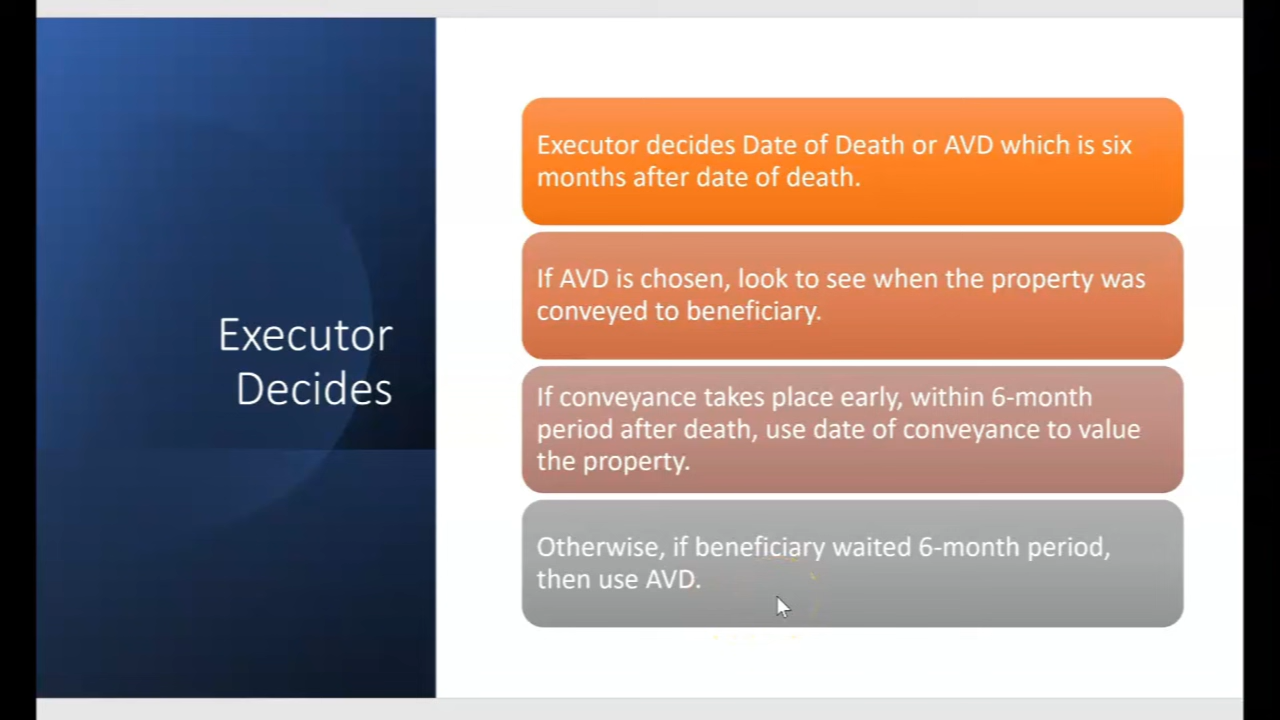 Executor
Decides
Executor decides Date of Death or AVD which is six
months after date of death.
If AVD is chosen, look to see when the property was
conveyed to beneficiary.
If conveyance takes place early, within 6-month
period after death, use date of conveyance to value
the property.
Otherwise, if beneficiary waited 6-month period,
then use AVD.